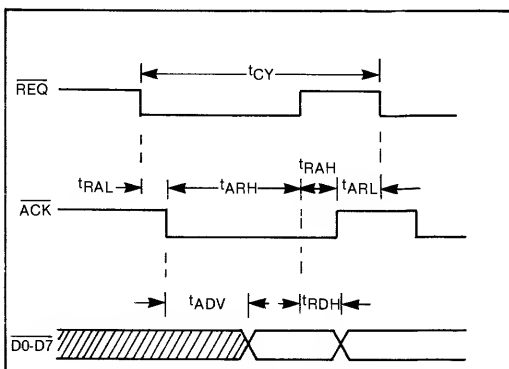 tCY
REQ
tRAH
tRAL
tARH
tARL
ACK
tADV
tRDH
D0-D7